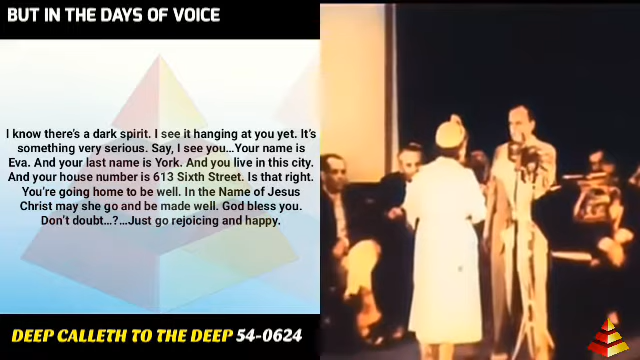 BUT IN THE DAYS OF VOICE
I know there's a dark spirit. I see it hanging at you yet. It's
something very serious. Say, I see you...Your name is
Eva. And your last name is York. And you live in this city.
And your house number is 613 Sixth Street. Is that right.
You're going home to be well. In the Name of Jesus
Christ may she go and be made well. God bless you.
Don't doubt...?...Just go rejoicing and happy.
DEEP CALLETH TO THE DEEP 54-0624